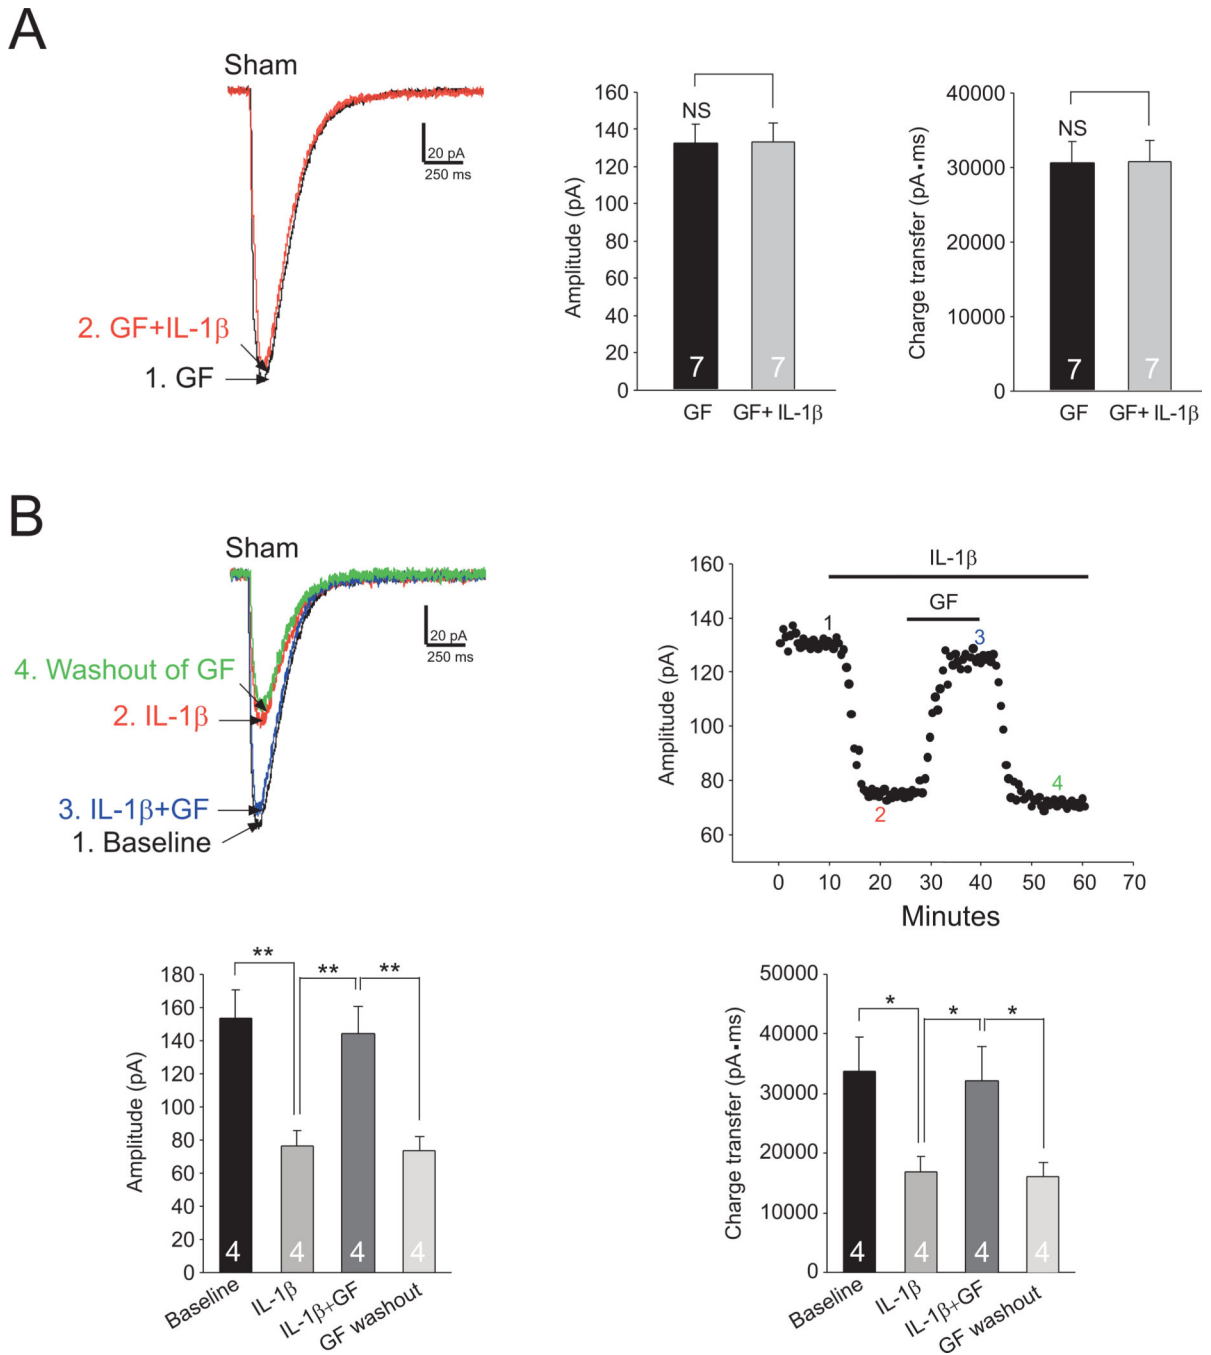 A
Sham
20 pA
250 ms
2. GF+IL-1β
1. GF
160
140
120
100
80
60
40
20
0
Amplitude (pA)
NS
7
7
GF
GF+ IL-1β
40000
30000
20000
10000
0
Charge transfer (pA▪ms)
NS
7
7
GF
GF+ IL-1β
B
Sham
20 pA
250 ms
4. Washout of GF
2. IL-1β
3. IL-1β+GF
1. Baseline
160
140
120
100
80
60
Amplitude (pA)
IL-1β
GF
1
2
3
4
0 10 20 30 40 50 60 70
Minutes
180
160
140
120
100
80
60
40
20
0
Amplitude (pA)
** ** **
4 4 4 4
Baseline
IL-1β
IL-1β+GF
GF washout
50000
40000
30000
20000
10000
0
Charge transfer (pA▪ms)
* * *
4 4 4 4
Baseline
IL-1β
IL-1β+GF
GF washout